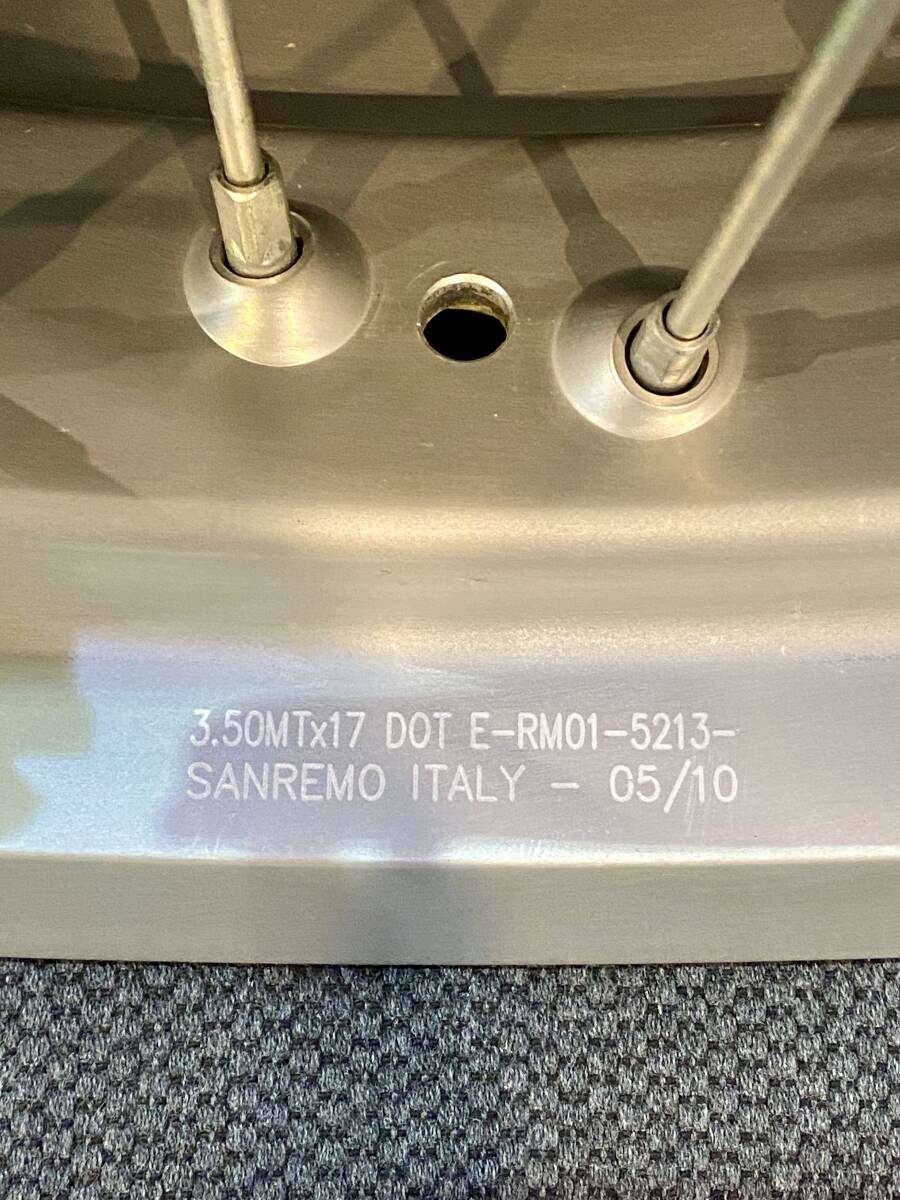 3.50MTx17 DOT E-RM01-5213-
SANREMO ITALY - 05/10